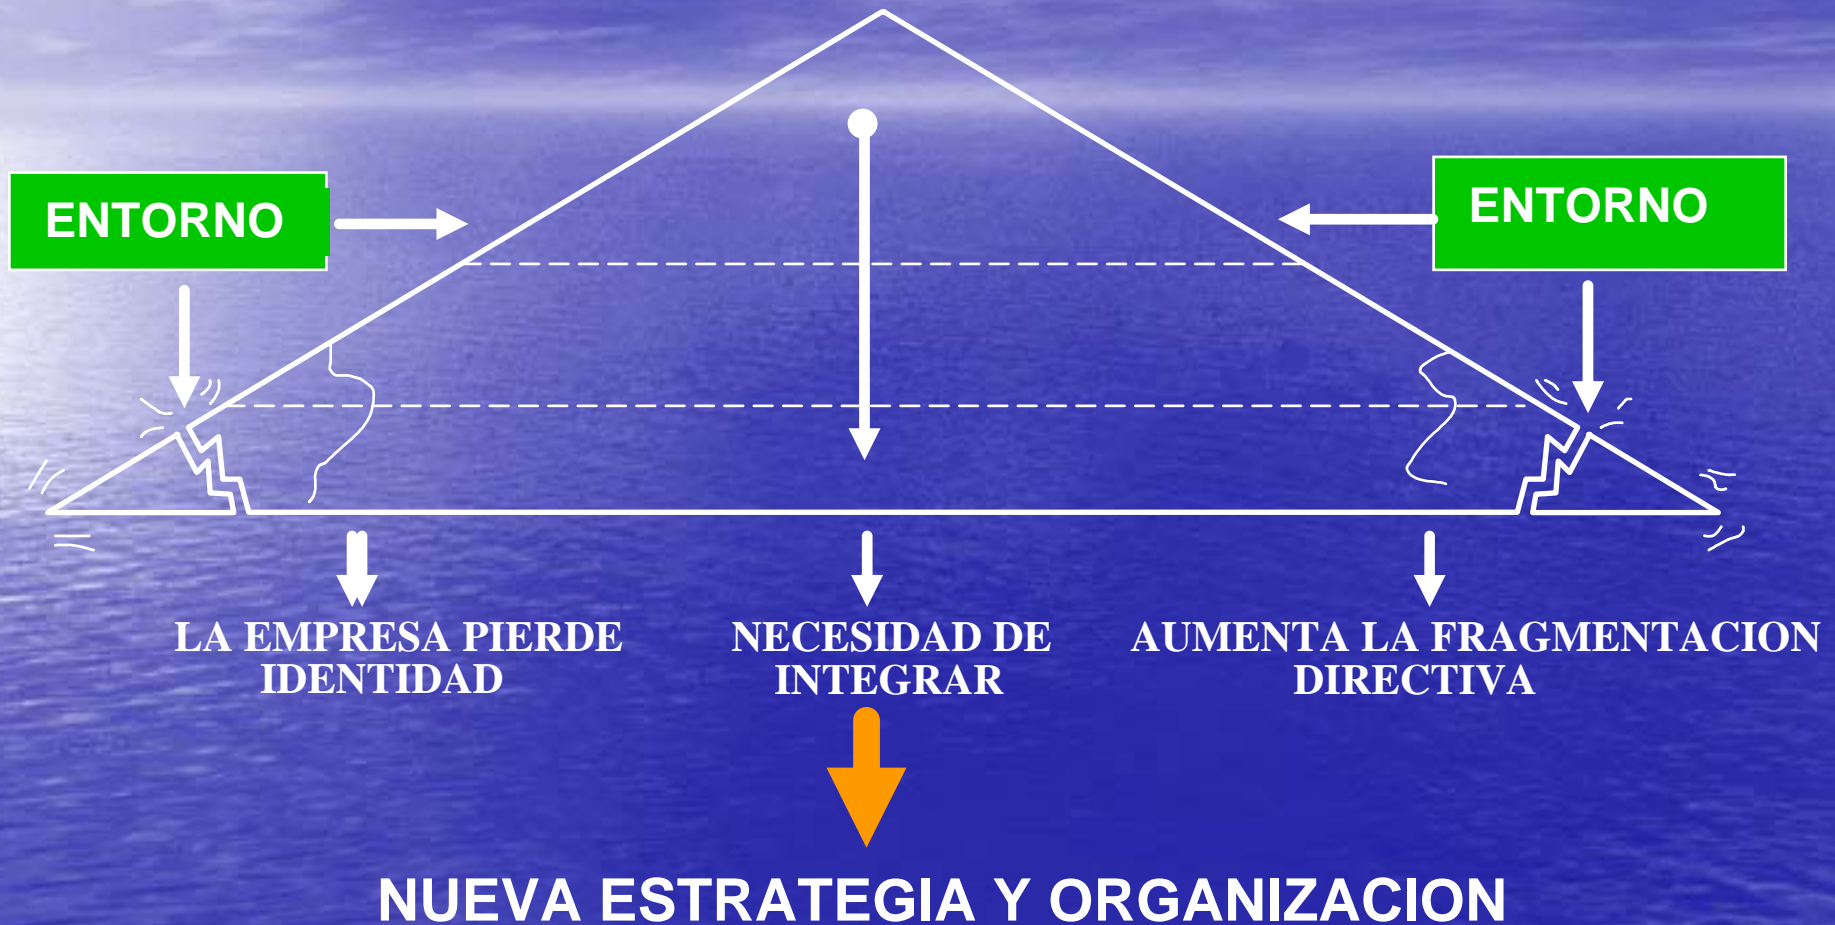 ENTORNO
ENTORNO
LA EMPRESA PIERDE
IDENTIDAD
NECESIDAD DE
INTEGRAR
AUMENTA LA FRAGMENTACION
DIRECTIVA
NUEVA ESTRATEGIA Y ORGANIZACION